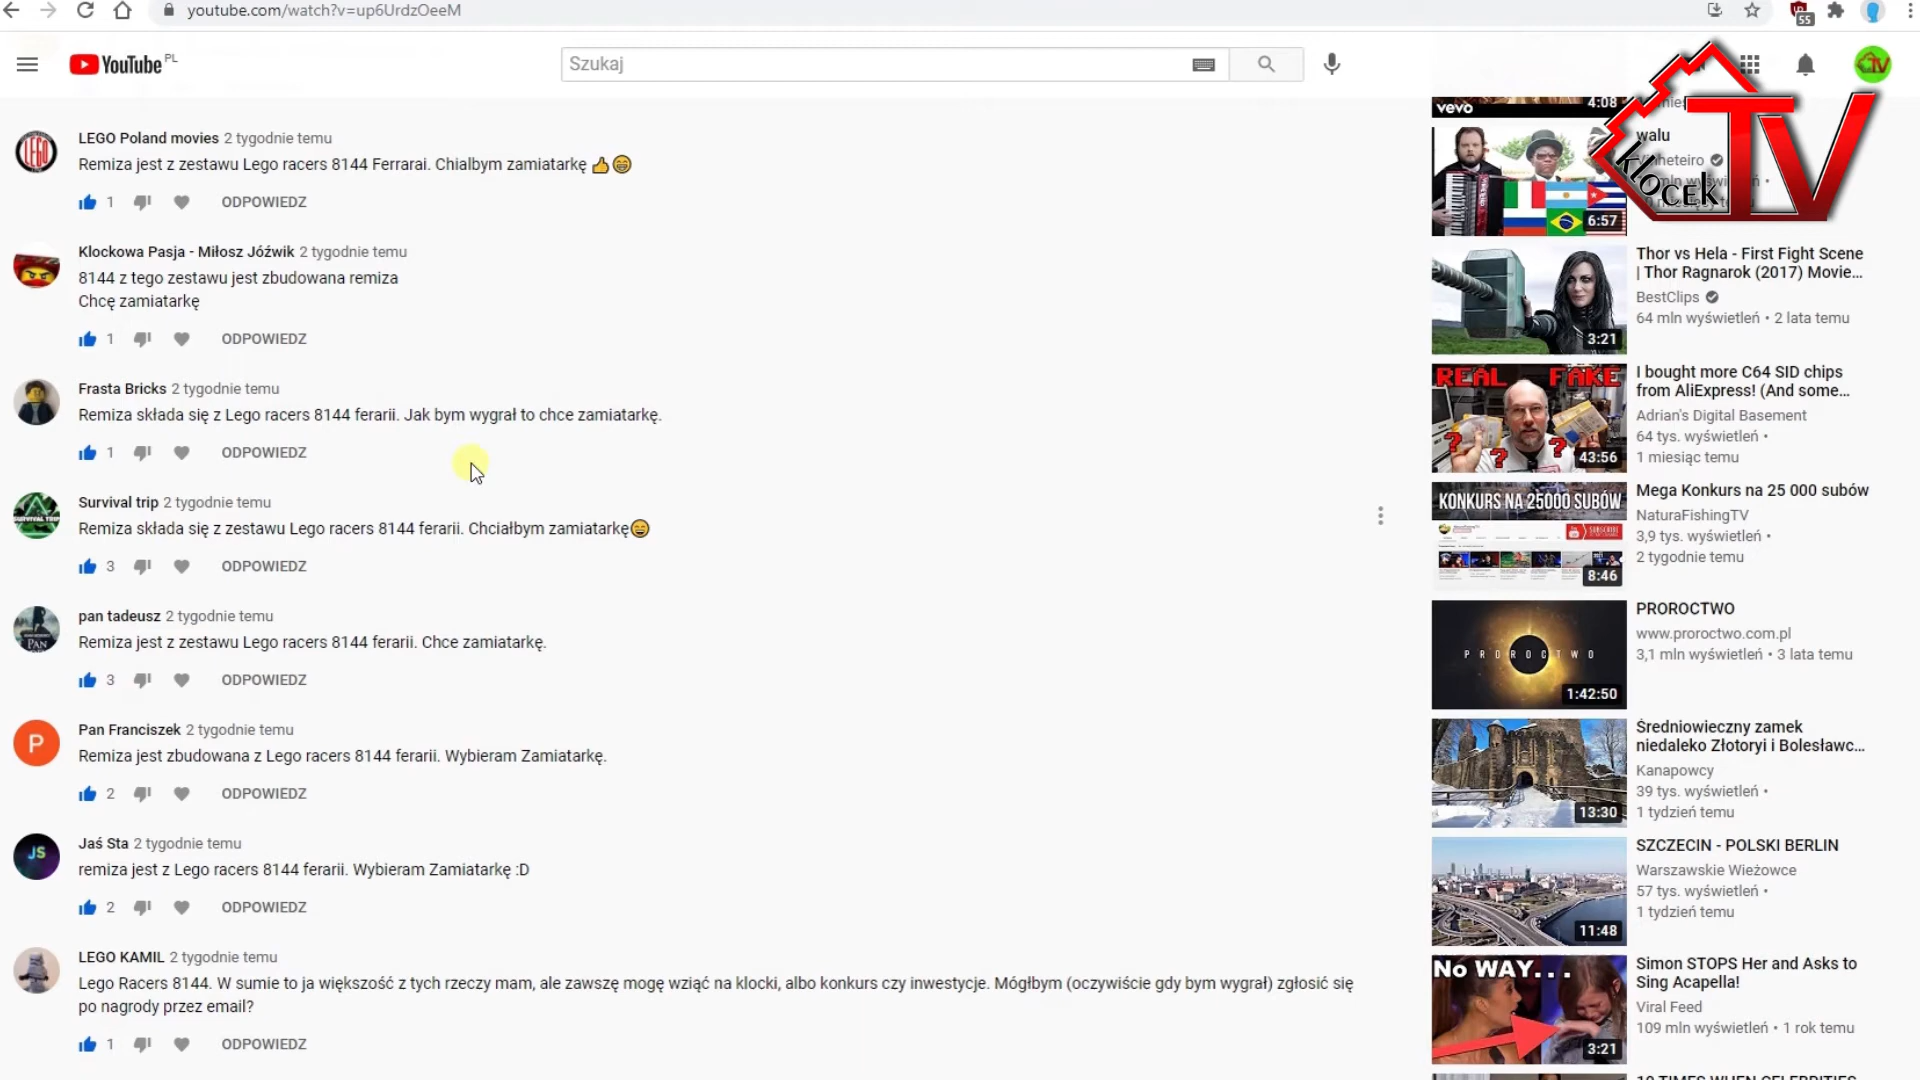 youtube.com/watch?v=up6UrdzOeeM
55
YouTube PL
Szukaj
TV
klocek
LEGO Poland movies 2 tygodnie temu
Remiza jest z zestawu Lego racers 8144 Ferrarai. Chialbym zamiatarkę 👍😁
1 ODPOWIEDZ
Klockowa Pasja - Miłosz Jóźwik 2 tygodnie temu
8144 z tego zestawu jest zbudowana remiza
Chcę zamiatarkę
1 ODPOWIEDZ
Frasta Bricks 2 tygodnie temu
Remiza składa się z Lego racers 8144 ferarii. Jak bym wygrał to chce zamiatarkę.
1 ODPOWIEDZ
Survival trip 2 tygodnie temu
Remiza składa się z zestawu Lego racers 8144 ferarii. Chciałbym zamiatarkę😄
3 ODPOWIEDZ
pan tadeusz 2 tygodnie temu
Remiza jest z zestawu Lego racers 8144 ferarii. Chce zamiatarkę.
3 ODPOWIEDZ
Pan Franciszek 2 tygodnie temu
Remiza jest zbudowana z Lego racers 8144 ferarii. Wybieram Zamiatarkę.
2 ODPOWIEDZ
Jaś Sta 2 tygodnie temu
remiza jest z Lego racers 8144 ferarii. Wybieram Zamiatarkę :D
2 ODPOWIEDZ
LEGO KAMIL 2 tygodnie temu
Lego Racers 8144. W sumie to ja większość z tych rzeczy mam, ale zawszę mogę wziąć na klocki, albo konkurs czy inwestycje. Mógłbym (oczywiście gdy bym wygrał) zgłosić się
po nagrody przez email?
1 ODPOWIEDZ
vevo 4:08
walu
6:57
Thor vs Hela - First Fight Scene
| Thor Ragnarok (2017) Movie...
BestClips
64 mln wyświetleń • 2 lata temu
3:21
REAL FAKE
43:56
I bought more C64 SID chips
from AliExpress! (And some...
Adrian's Digital Basement
64 tys. wyświetleń •
1 miesiąc temu
KONKURS NA 25000 SUBÓW
8:46
Mega Konkurs na 25 000 subów
NaturaFishingTV
3,9 tys. wyświetleń •
2 tygodnie temu
PROROCTWO
1:42:50
PROROCTWO
www.proroctwo.com.pl
3,1 mln wyświetleń • 3 lata temu
13:30
Średniowieczny zamek
niedaleko Złotoryi i Bolesławc...
Kanapowcy
39 tys. wyświetleń •
1 tydzień temu
11:48
SZCZECIN - POLSKI BERLIN
Warszawskie Wieżowce
57 tys. wyświetleń •
1 tydzień temu
No WAY...
3:21
Simon STOPS Her and Asks to
Sing Acapella!
Viral Feed
109 mln wyświetleń • 1 rok temu
10 TIMES WHEN CELEBRITIES